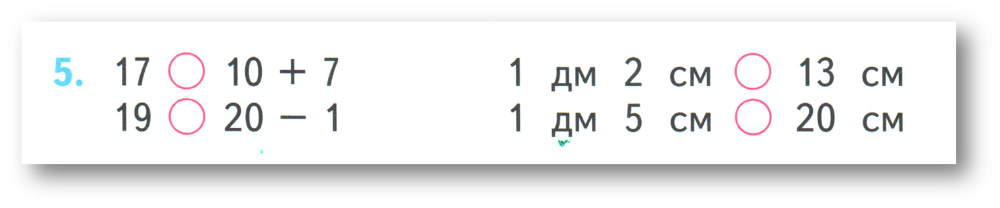 5. 17 ○ 10 + 7 1 дм 2 см ○ 13 см
19 ○ 20 − 1 1 дм 5 см ○ 20 см